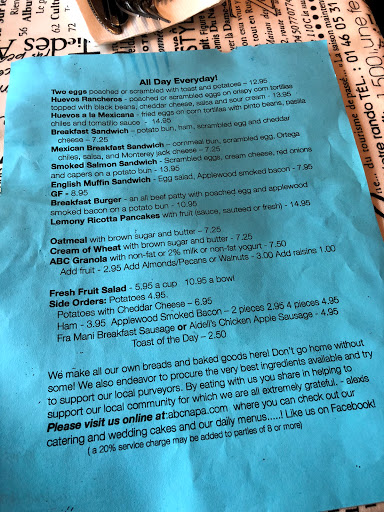 All Day Everyday!
Two eggs poached or scrambled with toast and potatoes – 12.95
Huevos Rancheros - poached or scrambled eggs on crispy corn tortillas
topped with black beans, cheddar cheese, salsa and sour cream - 13.95
Huevos a la Mexicana - fried eggs on corn tortillas with pinto beans, pasilla
chiles and tomatillo sauce - 14.95
Breakfast Sandwich – potato bun, ham, scrambled egg and cheddar
cheese – 7.25
Mexican Breakfast Sandwich – cornmeal bun, scrambled egg, Ortega
chiles, salsa, and Monterey jack cheese – 7.25
Smoked Salmon Sandwich - Scrambled eggs, cream cheese, red onions
and capers on a potato bun - 13.95
English Muffin Sandwich - Egg salad, Applewood smoked bacon - 7.95
GF - 8.95
Breakfast Burger - an all beef patty with poached egg and applewood
smoked bacon on a potato bun - 10.95
Lemony Ricotta Pancakes with fruit (sauce, sauteed or fresh) - 14.95
Oatmeal with brown sugar and butter - 7.25
Cream of Wheat with brown sugar and butter - 7.25
ABC Granola with non-fat or 2% milk or non-fat yogurt - 7.50
Add fruit - 2.95 Add Almonds/Pecans or Walnuts - 3.00 Add raisins 1.00
Fresh Fruit Salad - 5.95 a cup 10.95 a bowl
Side Orders: Potatoes 4.95
Potatoes with Cheddar Cheese – 6.95
Ham - 3.95 Applewood Smoked Bacon – 2 pieces 2.95 4 pieces 4.95
Fra Mani Breakfast Sausage or Aidell's Chicken Apple Sausage - 4.95
Toast of the Day – 2.50
We make all our own breads and baked goods here! Don't go home without
some! We also endeavor to procure the very best ingredients available and try
to support our local purveyors. By eating with us you share in helping to
support our local community for which we are all extremely grateful. - alexis
Please visit us online at:abcnapa.com where you can check out our
catering and wedding cakes and our daily menus.....! Like us on Facebook!
( a 20% service charge may be added to parties of 8 or more)